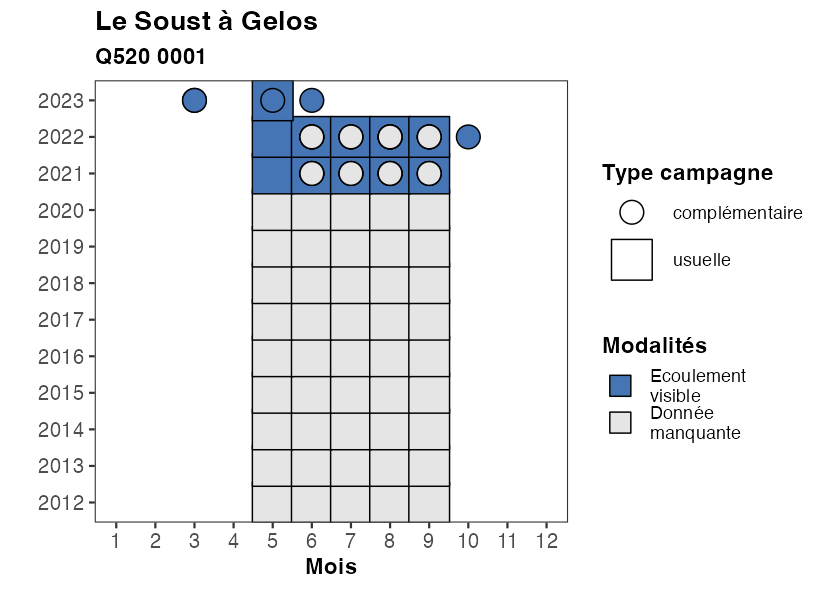 Le Soust à Gelos
Q520 0001
2023
2022
2021
2020
2019
2018
2017
2016
2015
2014
2013
2012
1 2 3 4 5 6 7 8 9 10 11 12
Mois
Type campagne
complémentaire
usuelle
Modalités
Ecoulement
visible
Donnée
manquante